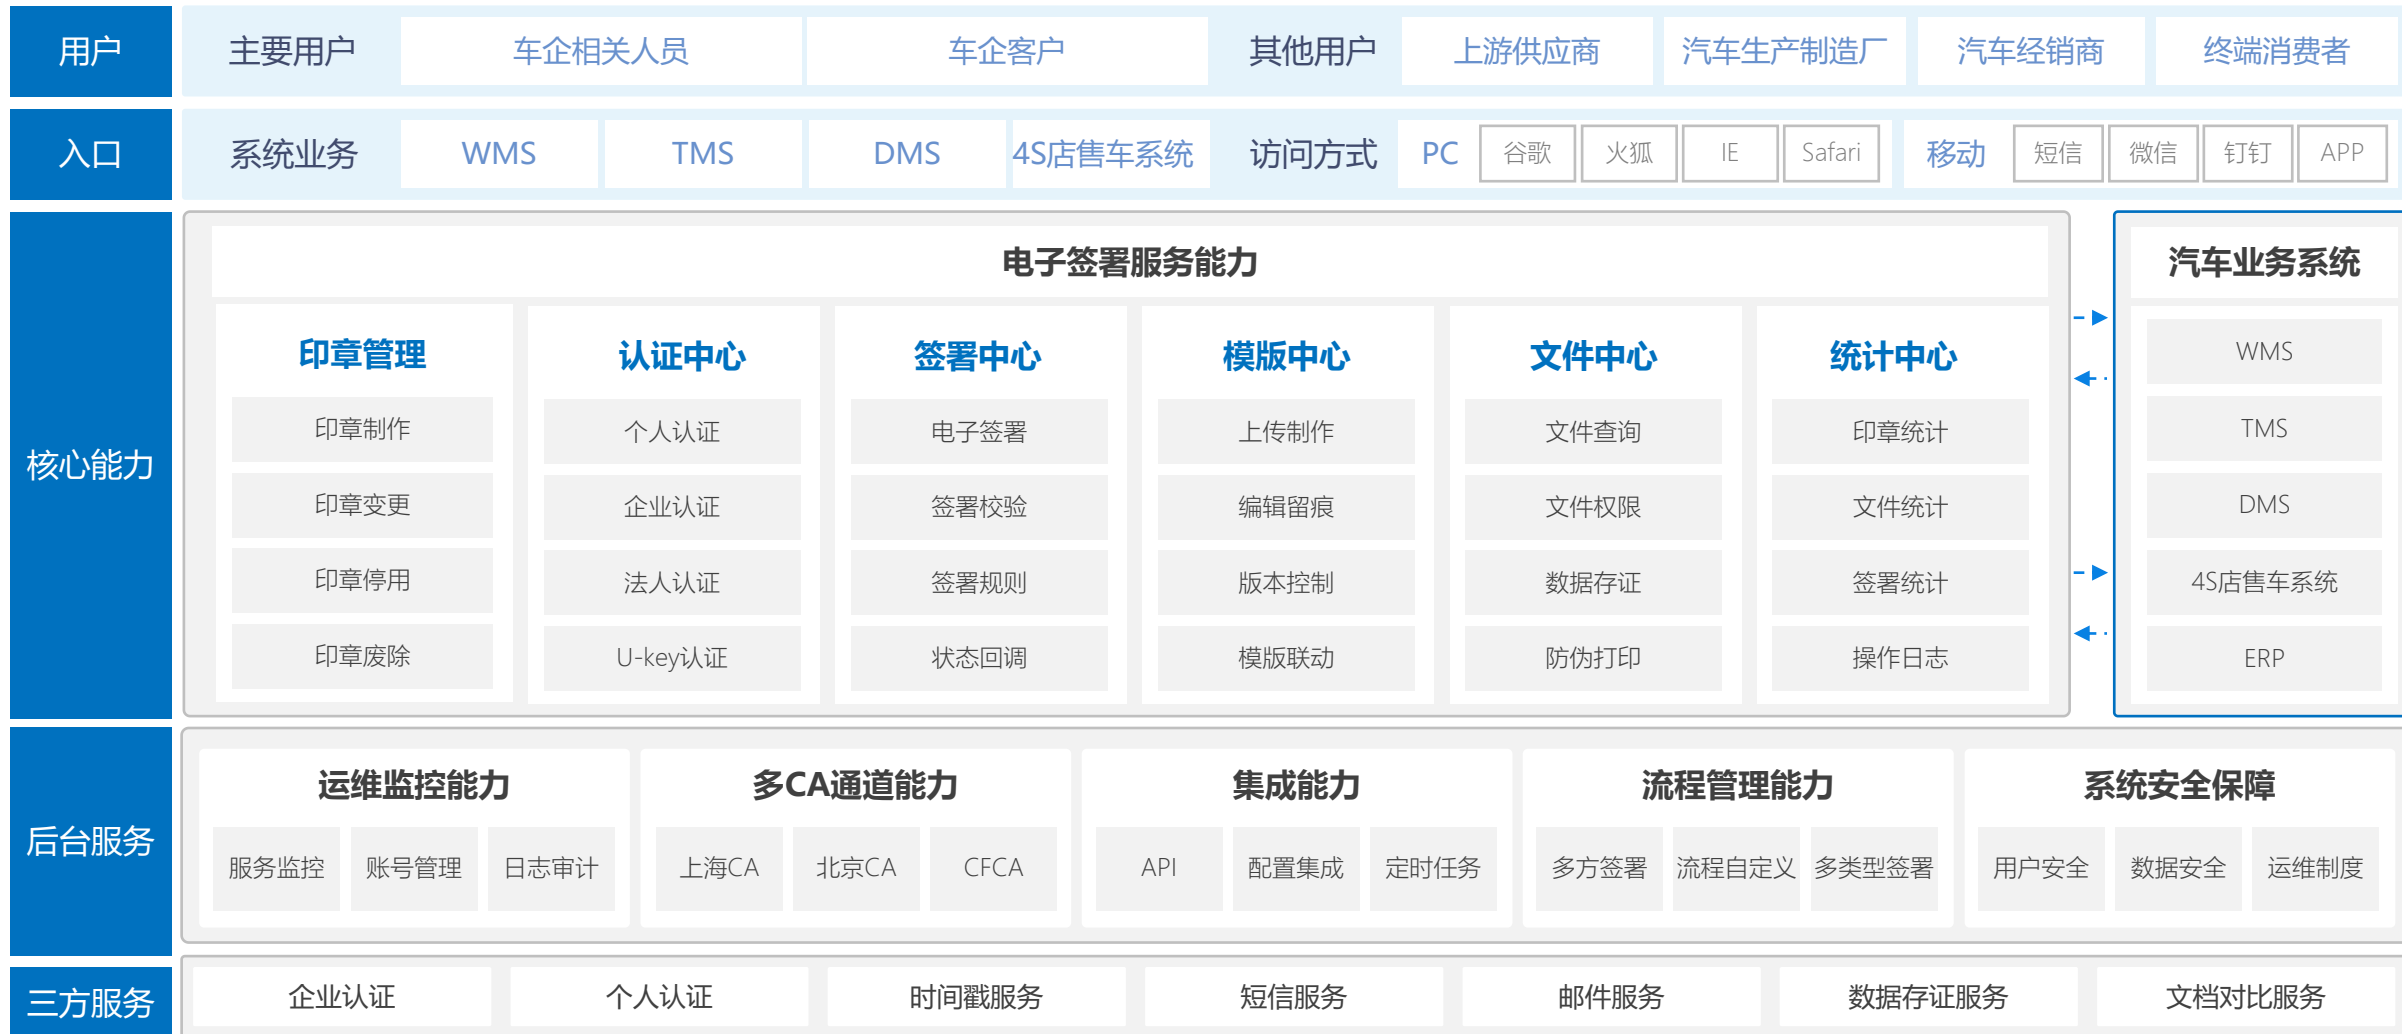 用户
主要用户
车企相关人员
车企客户
其他用户
上游供应商
汽车生产制造厂
汽车经销商
终端消费者
入口
系统业务
WMS
TMS
DMS
4S店售车系统
访问方式
PC
谷歌
火狐
IE
Safari
移动
短信
微信
钉钉
APP
核心能力
电子签署服务能力
印章管理
印章制作
印章变更
印章停用
印章废除
认证中心
个人认证
企业认证
法人认证
U-key认证
签署中心
电子签署
签署校验
签署规则
状态回调
模版中心
上传制作
编辑留痕
版本控制
模版联动
文件中心
文件查询
文件权限
数据存证
防伪打印
统计中心
印章统计
文件统计
签署统计
操作日志
汽车业务系统
WMS
TMS
DMS
4S店售车系统
ERP
后台服务
运维监控能力
服务监控
账号管理
日志审计
多CA通道能力
上海CA
北京CA
CFCA
集成能力
API
配置集成
定时任务
流程管理能力
多方签署
流程自定义
多类型签署
系统安全保障
用户安全
数据安全
运维制度
三方服务
企业认证
个人认证
时间戳服务
短信服务
邮件服务
数据存证服务
文档对比服务